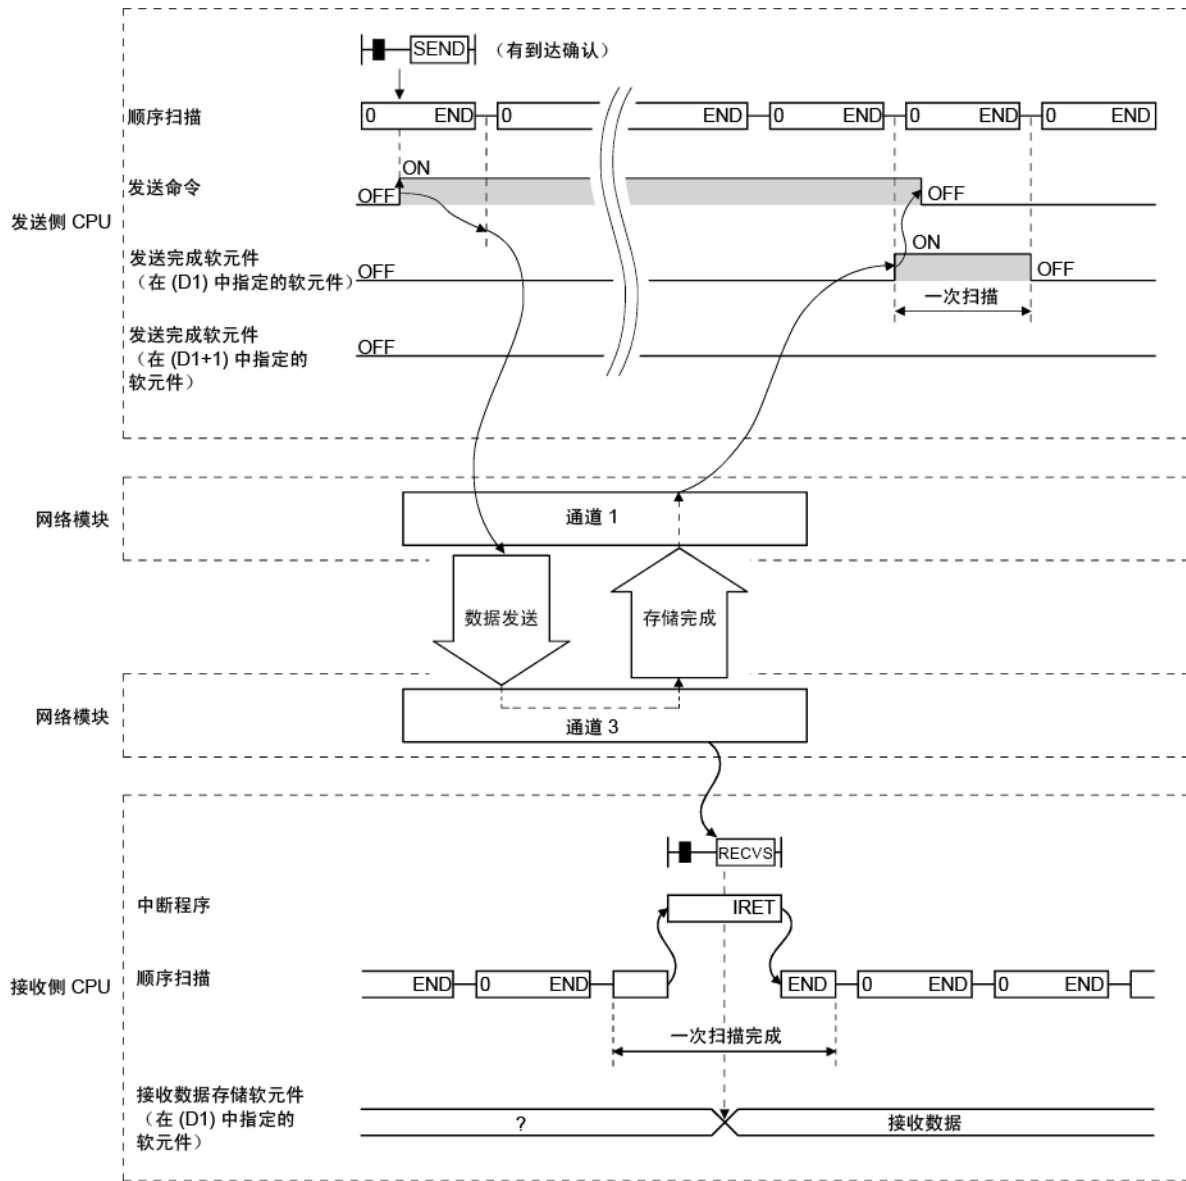 SEND （有到达确认）
顺序扫描 0 END 0 END 0 END 0 END 0 END
ON
发送命令 OFF OFF
发送侧 CPU
ON
发送完成软元件
（在 (D1) 中指定的软元件） OFF OFF
一次扫描
发送完成软元件
（在 (D1+1) 中指定的
软元件） OFF
网络模块 通道 1
数据发送 存储完成
网络模块 通道 3
RECVS
中断程序 IRET
接收侧 CPU 顺序扫描 END 0 END END 0 END 0 END
一次扫描完成
接收数据存储软元件
（在 (D1) 中指定的
软元件） ? 接收数据